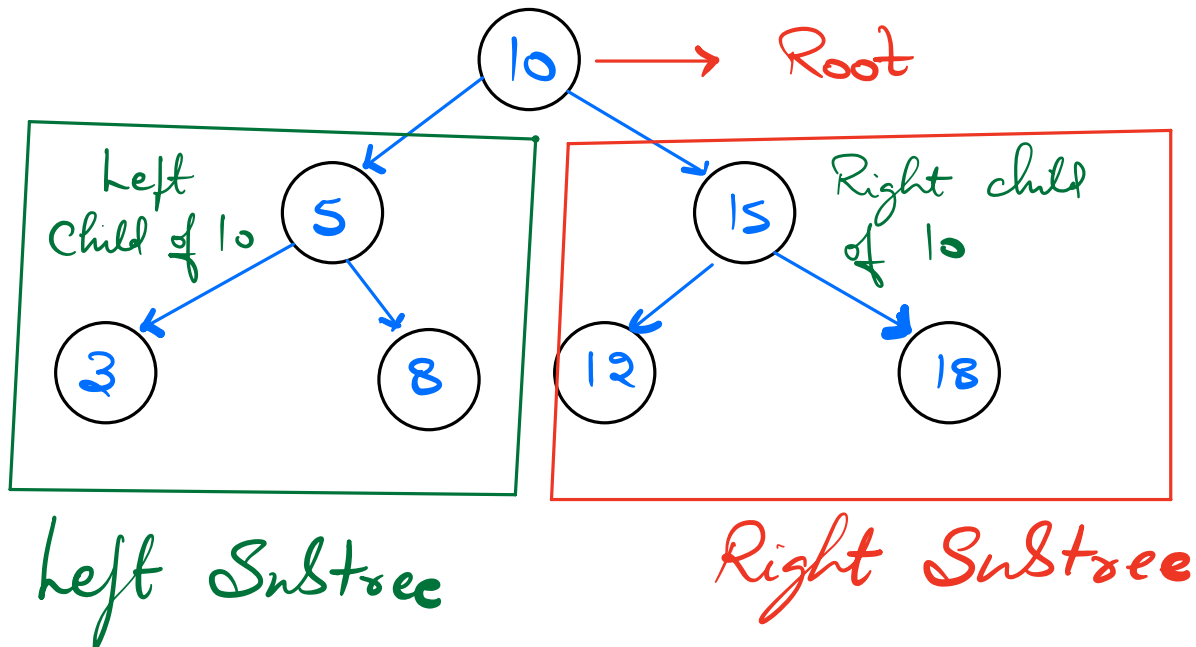 10 Root
Left
Child of 10
5
15
Right child
of 10
3
8
12
18
Left Subtree
Right Subtree